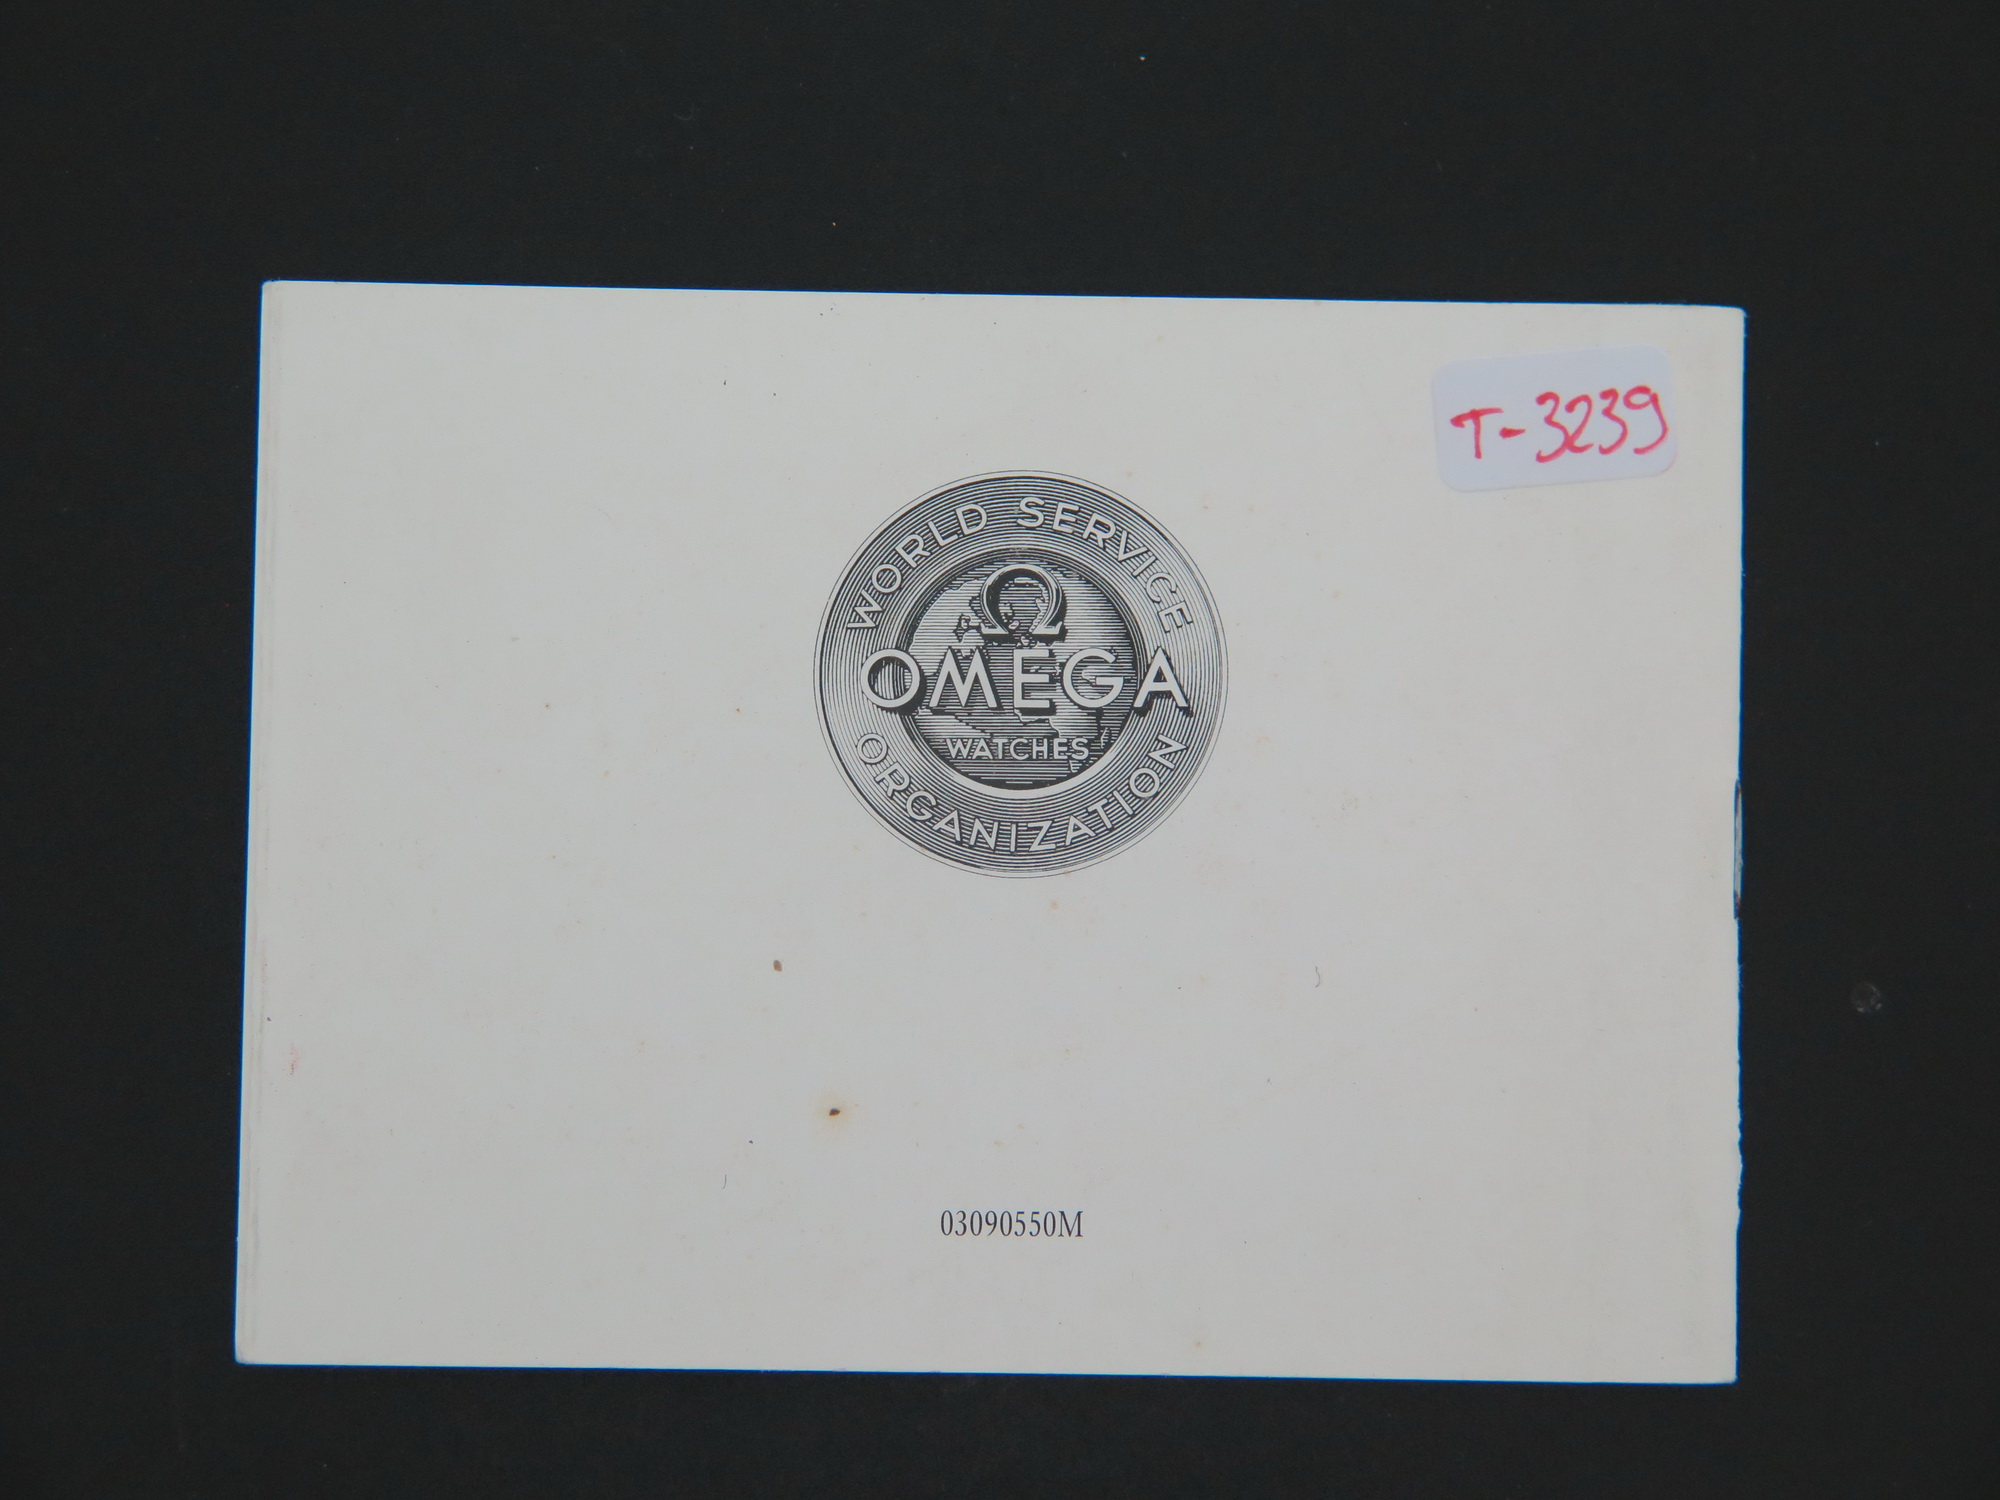 T-3239
WORLD SERVICE
Ω
OMEGA
WATCHES
ORGANIZATION
03090550M